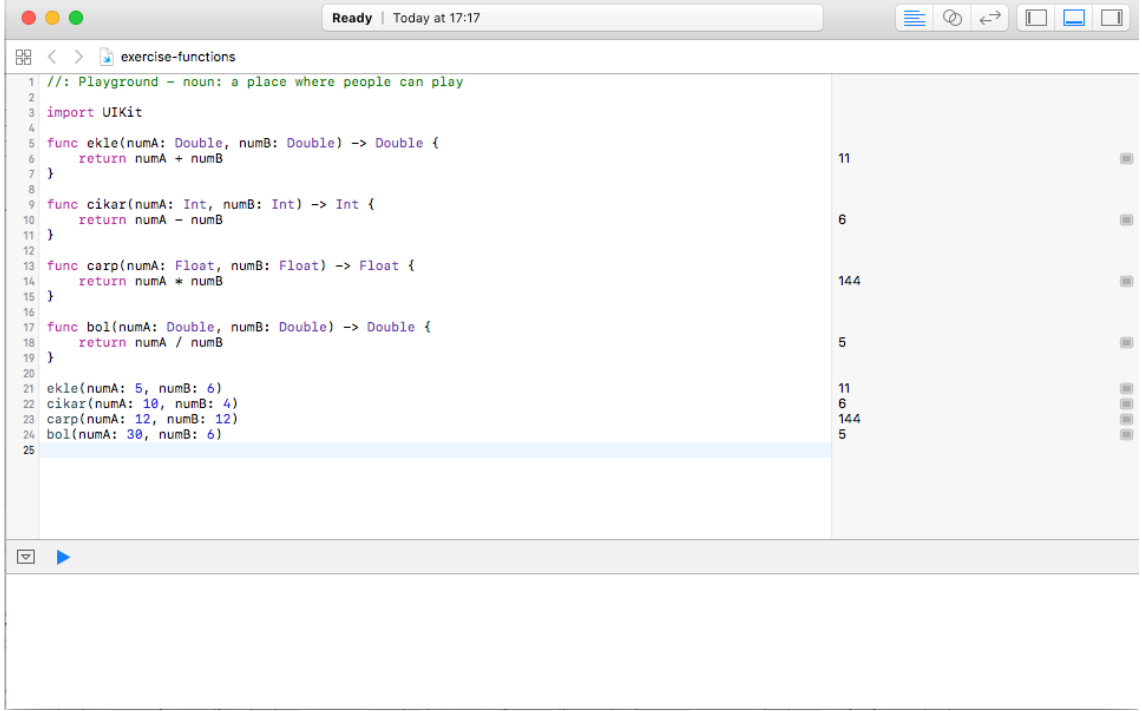 Ready | Today at 17:17
exercise-functions
1 //: Playground – noun: a place where people can play
2
3 import UIKit
4
5 func ekle(numA: Double, numB: Double) -> Double {
6 return numA + numB 11
7 }
8
9 func cikar(numA: Int, numB: Int) -> Int {
10 return numA - numB 6
11 }
12
13 func carp(numA: Float, numB: Float) -> Float {
14 return numA * numB 144
15 }
16
17 func bol(numA: Double, numB: Double) -> Double {
18 return numA / numB 5
19 }
20
21 ekle(numA: 5, numB: 6) 11
22 cikar(numA: 10, numB: 4) 6
23 carp(numA: 12, numB: 12) 144
24 bol(numA: 30, numB: 6) 5
25